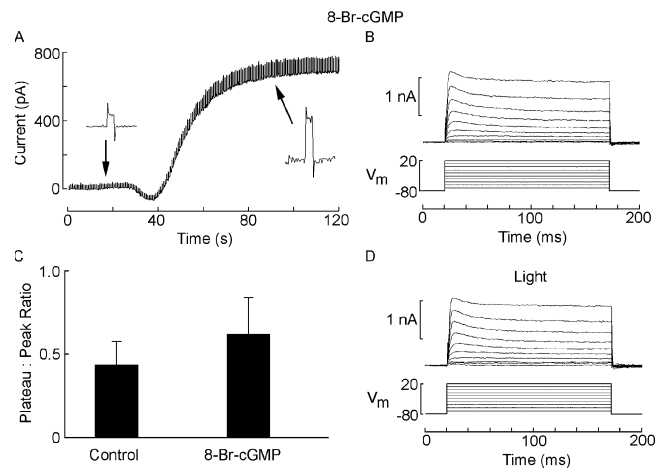 8-Br-cGMP
A
800
400
0
Current (pA)
0 40 80 120
Time (s)
B
1 nA
Vm
20
-80
0 100 200
Time (ms)
C
1.0
0.5
0
Plateau : Peak Ratio
Control 8-Br-cGMP
D
Light
1 nA
Vm
20
-80
0 100 200
Time (ms)